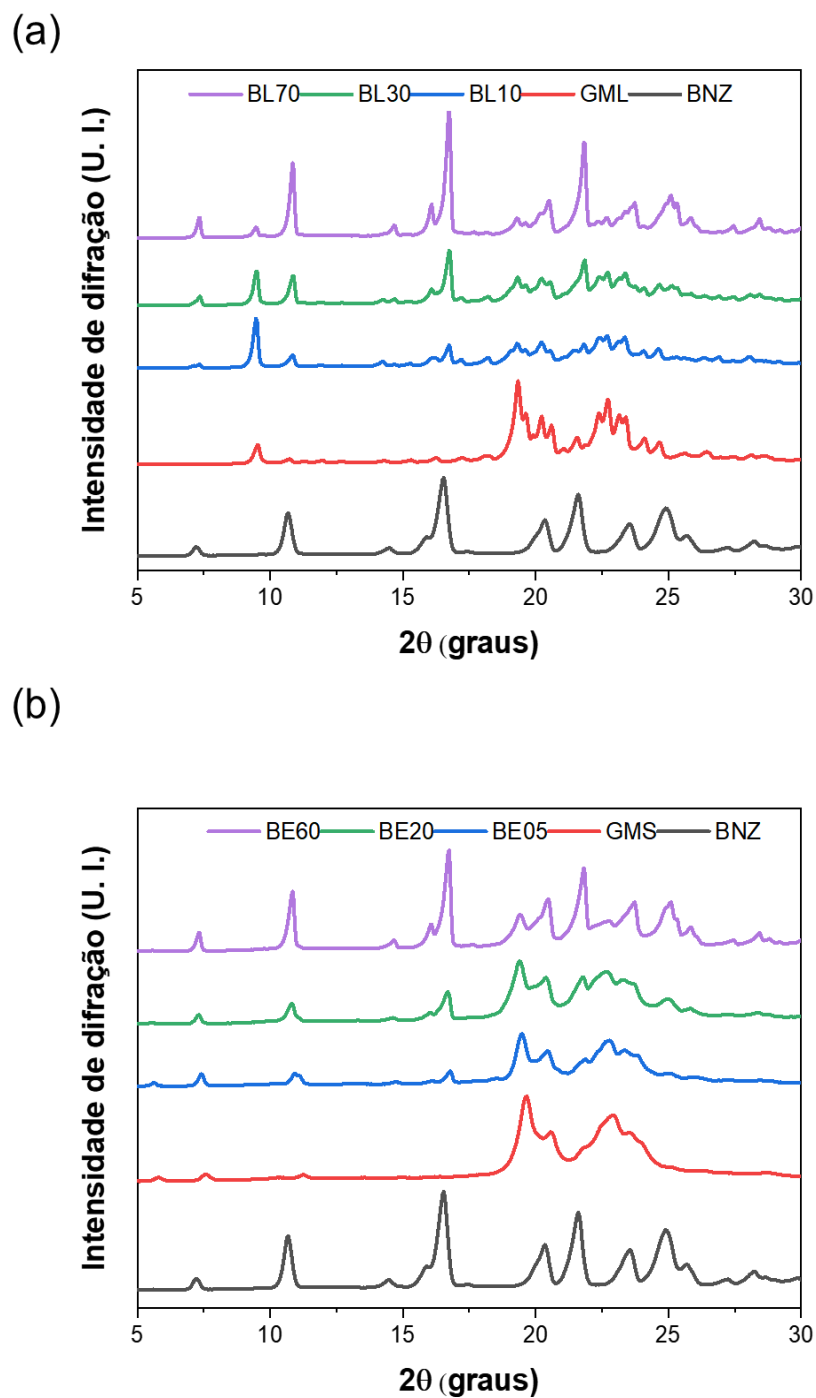 (a)
BL70 BL30 BL10 GML BNZ
Intensidade de difração (U. I.)
5 10 15 20 25 30
2θ (graus)
(b)
BE60 BE20 BE05 GMS BNZ
Intensidade de difração (U. I.)
5 10 15 20 25 30
2θ (graus)